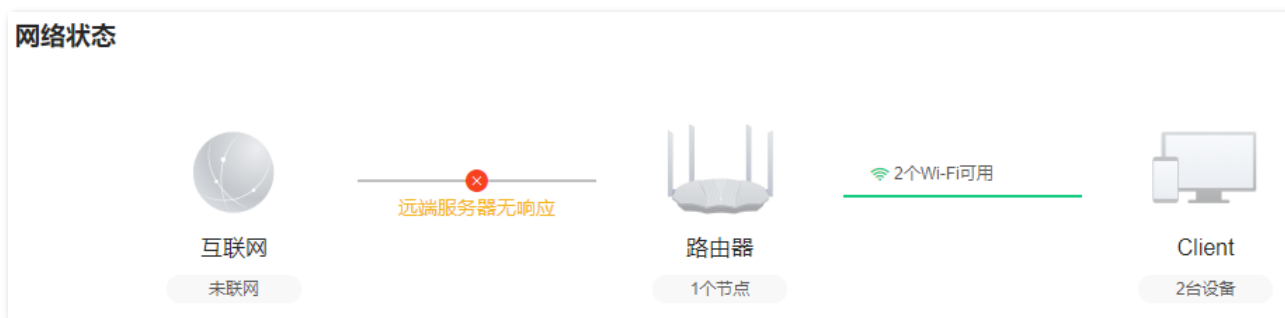 网络状态
2个Wi-Fi可用
远端服务器无响应
互联网
路由器
Client
未联网
1个节点
2台设备